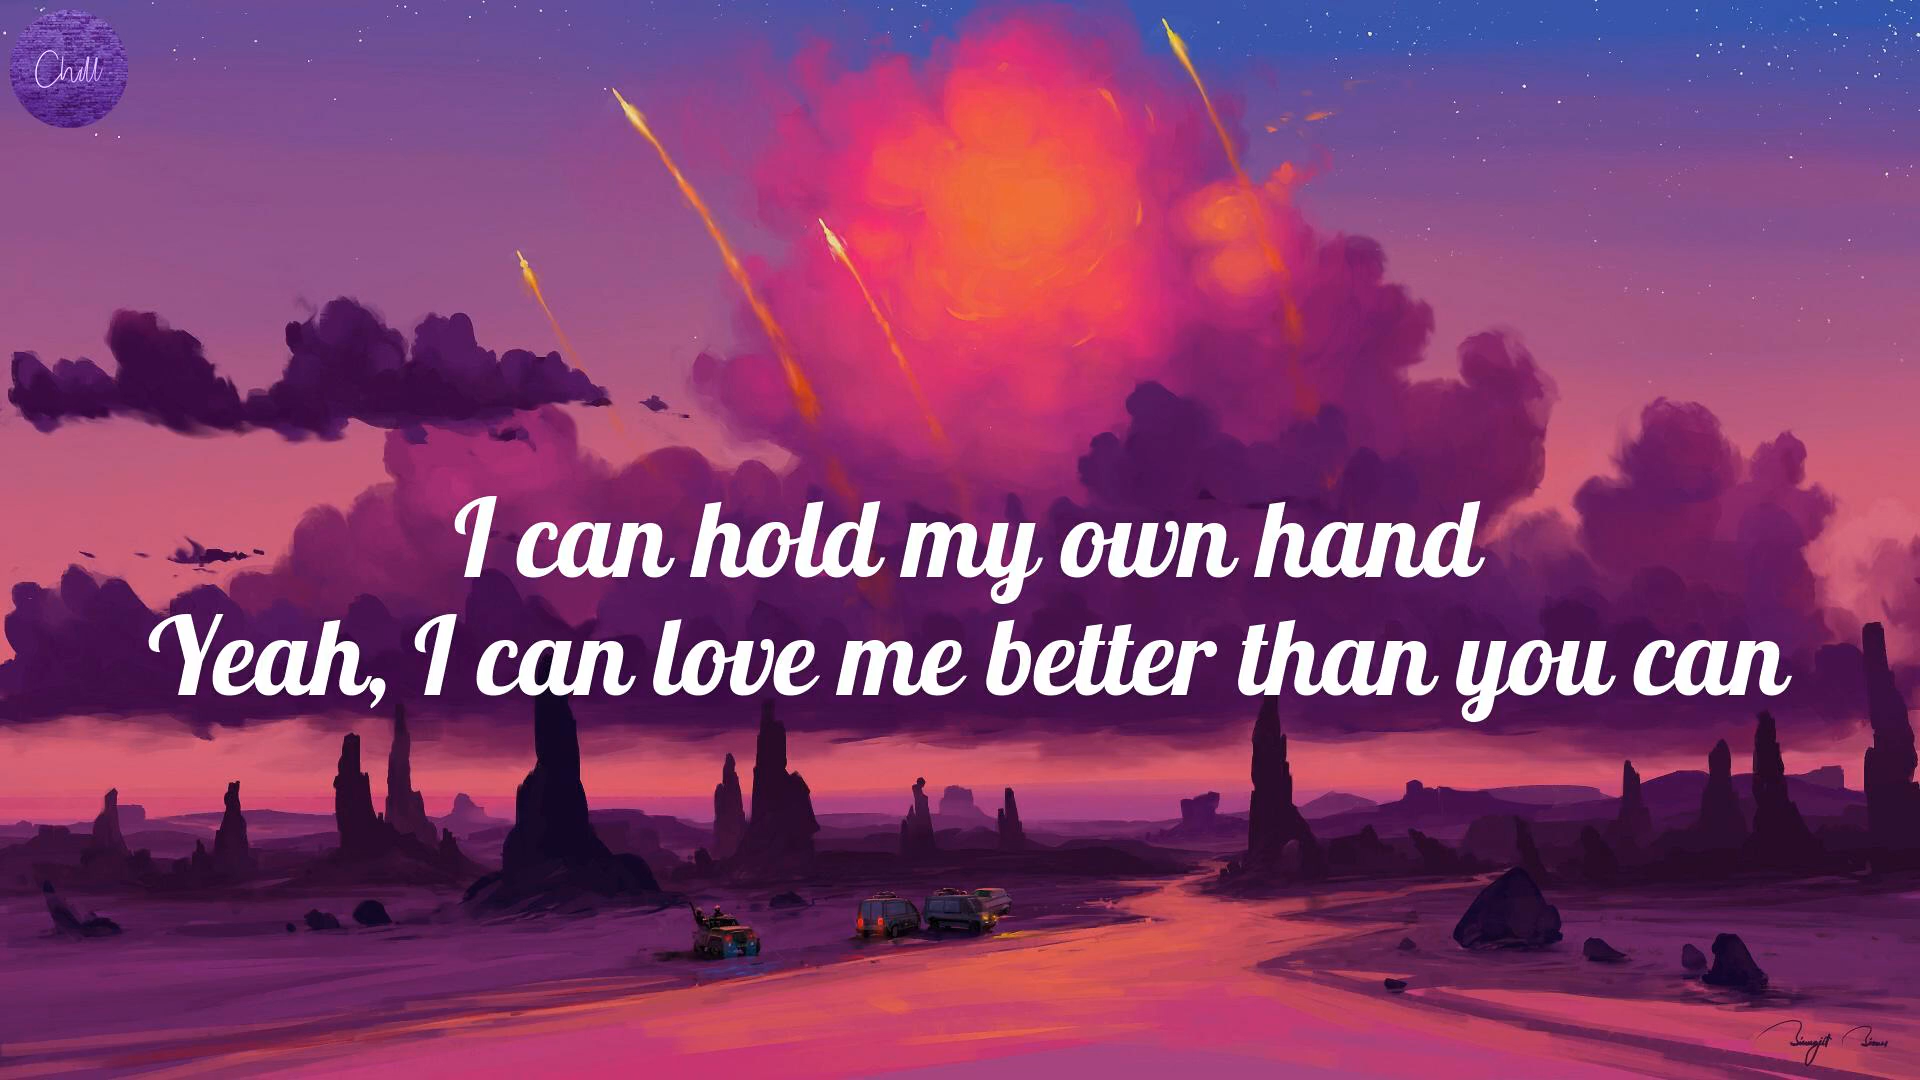 Chill
I can hold my own hand
Yeah, I can love me better than you can